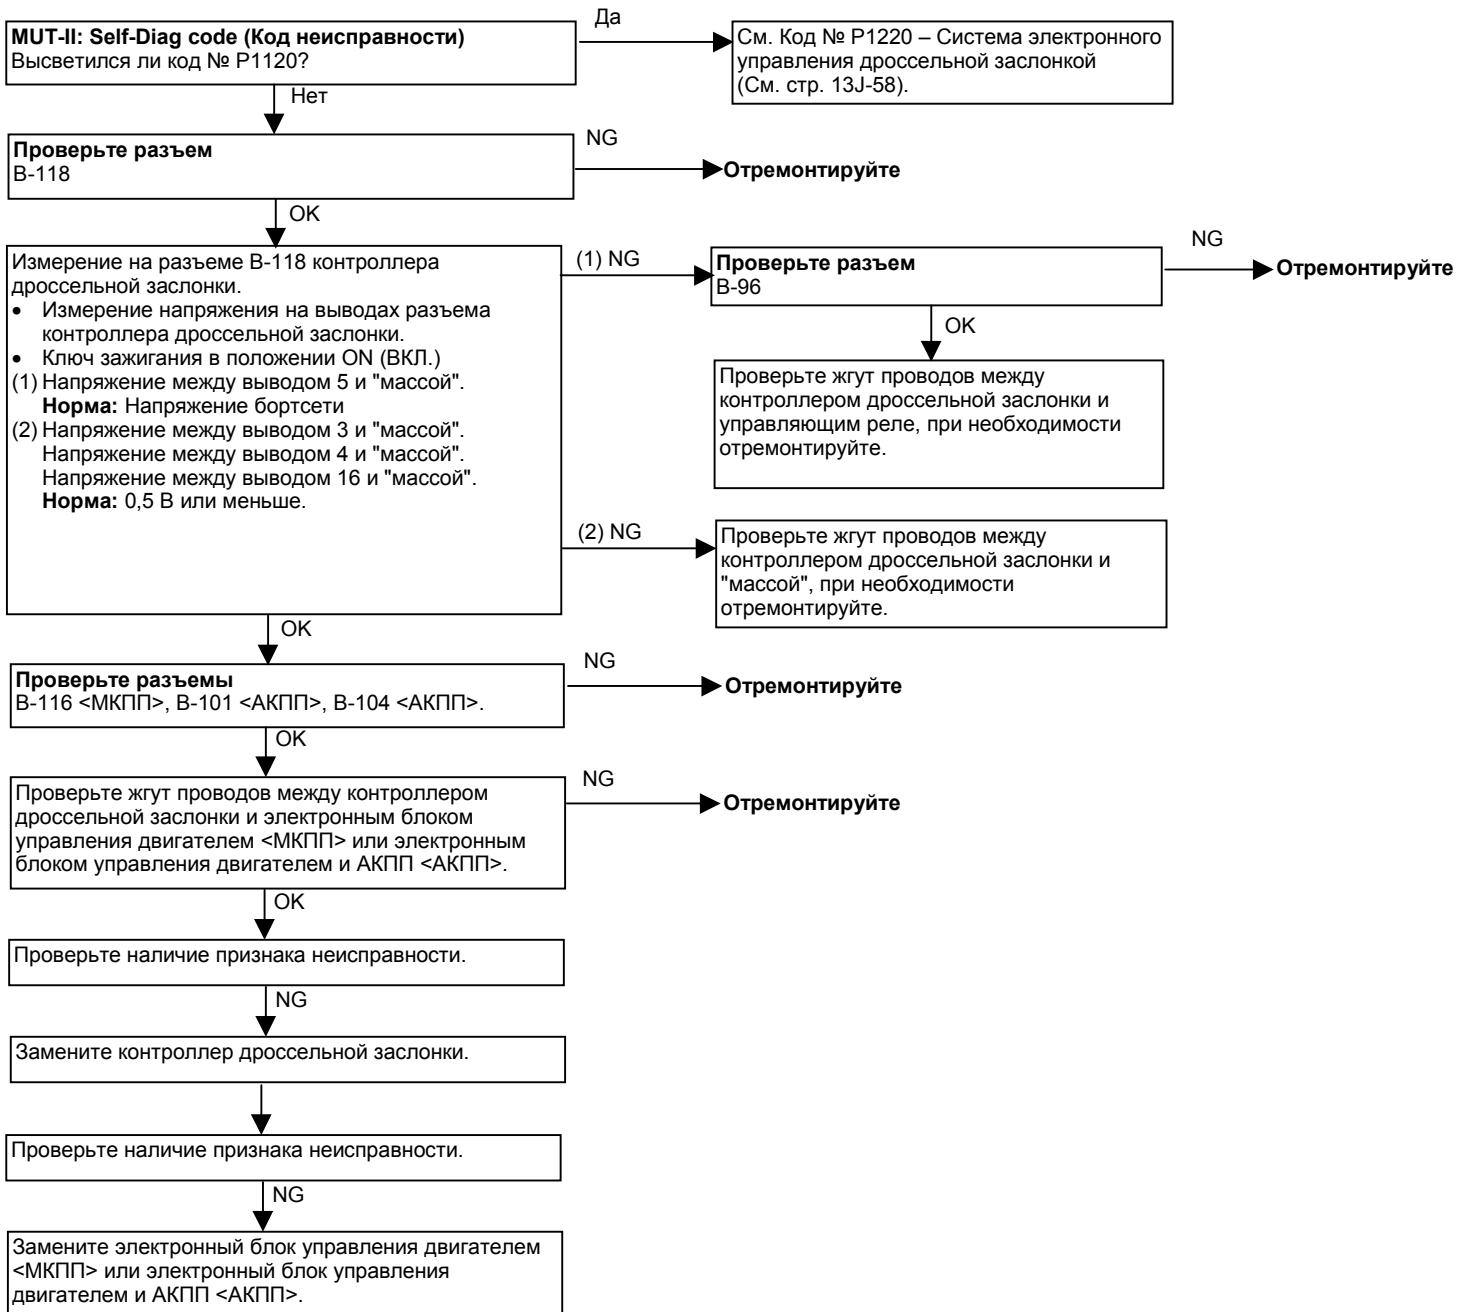 MUT-II: Self-Diag code (Код неисправности)
Высветился ли код № P1120?
Да
См. Код № P1220 – Система электронного
управления дроссельной заслонкой
(См. стр. 13J-58).
Нет
Проверьте разъем
B-118
NG
Отремонтируйте
OK
Измерение на разъеме B-118 контроллера
дроссельной заслонки.
• Измерение напряжения на выводах разъема
контроллера дроссельной заслонки.
• Ключ зажигания в положении ON (ВКЛ.)
(1) Напряжение между выводом 5 и "массой".
Норма: Напряжение бортсети
(2) Напряжение между выводом 3 и "массой".
Напряжение между выводом 4 и "массой".
Напряжение между выводом 16 и "массой".
Норма: 0,5 В или меньше.
(1) NG
Проверьте разъем
B-96
NG
Отремонтируйте
OK
Проверьте жгут проводов между
контроллером дроссельной заслонки и
управляющим реле, при необходимости
отремонтируйте.
(2) NG
Проверьте жгут проводов между
контроллером дроссельной заслонки и
"массой", при необходимости
отремонтируйте.
OK
Проверьте разъемы
B-116 <МКПП>, B-101 <АКПП>, B-104 <АКПП>.
NG
Отремонтируйте
OK
Проверьте жгут проводов между контроллером
дроссельной заслонки и электронным блоком
управления двигателем <МКПП> или электронным
блоком управления двигателем и АКПП <АКПП>.
NG
Отремонтируйте
OK
Проверьте наличие признака неисправности.
NG
Замените контроллер дроссельной заслонки.
Проверьте наличие признака неисправности.
NG
Замените электронный блок управления двигателем
<МКПП> или электронный блок управления
двигателем и АКПП <АКПП>.